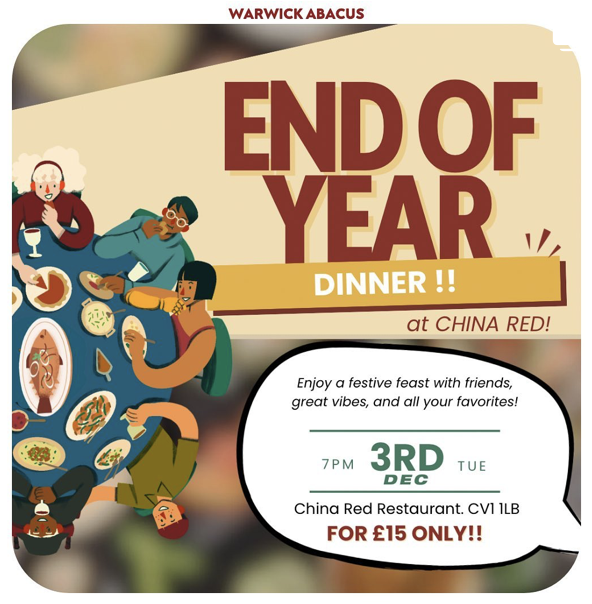 WARWICK ABACUS
END OF
YEAR
DINNER !!
at CHINA RED!
Enjoy a festive feast with friends,
great vibes, and all your favorites!
7PM 3RD TUE
DEC
China Red Restaurant. CV1 1LB
FOR £15 ONLY!!